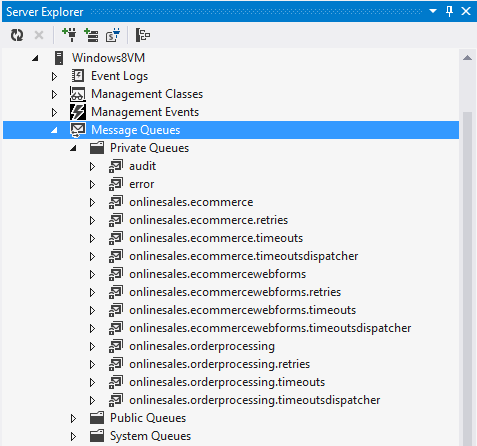 Server Explorer
Windows8VM
Event Logs
Management Classes
Management Events
Message Queues
Private Queues
audit
error
onlinesales.ecommerce
onlinesales.ecommerce.retries
onlinesales.ecommerce.timeouts
onlinesales.ecommerce.timeoutsdispatcher
onlinesales.ecommercewebforms
onlinesales.ecommercewebforms.retries
onlinesales.ecommercewebforms.timeouts
onlinesales.ecommercewebforms.timeoutsdispatcher
onlinesales.orderprocessing
onlinesales.orderprocessing.retries
onlinesales.orderprocessing.timeouts
onlinesales.orderprocessing.timeoutsdispatcher
Public Queues
System Queues